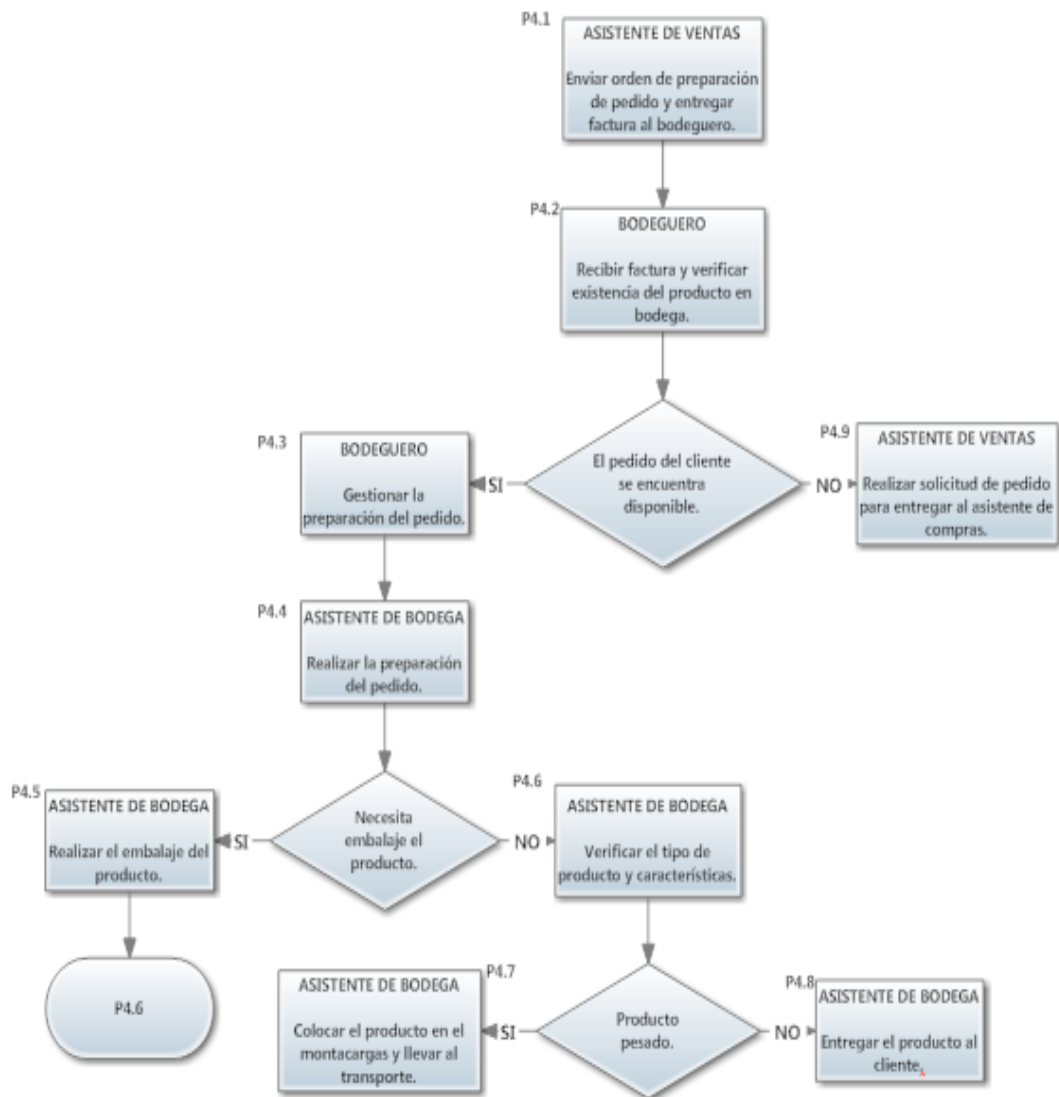 P4.1
ASISTENTE DE VENTAS
Enviar orden de preparación
de pedido y entregar
factura al bodeguero.
P4.2
BODEGUERO
Recibir factura y verificar
existencia del producto en
bodega.
El pedido del cliente
se encuentra
disponible.
SI
NO
P4.3
BODEGUERO
Gestionar la
preparación del pedido.
P4.9
ASISTENTE DE VENTAS
Realizar solicitud de pedido
para entregar al asistente de
compras.
P4.4
ASISTENTE DE BODEGA
Realizar la preparación
del pedido.
Necesita
embalaje el
producto.
SI
NO
P4.5
ASISTENTE DE BODEGA
Realizar el embalaje del
producto.
P4.6
P4.6
ASISTENTE DE BODEGA
Verificar el tipo de
producto y características.
Producto
pesado.
SI
NO
P4.7
ASISTENTE DE BODEGA
Colocar el producto en el
montacargas y llevar al
transporte.
P4.8
ASISTENTE DE BODEGA
Entregar el producto al
cliente.